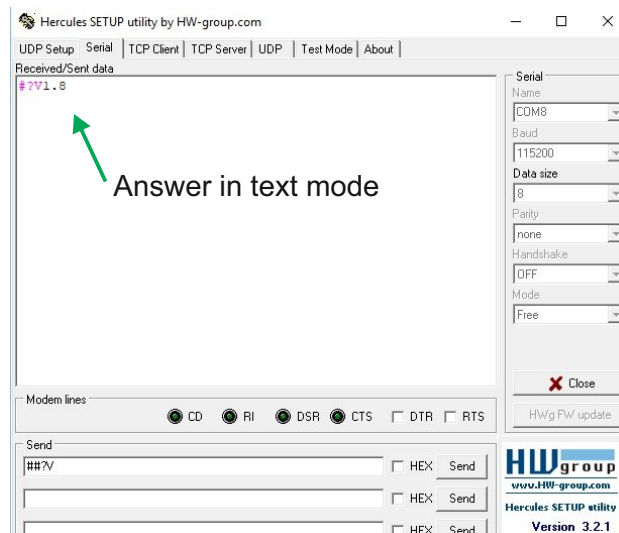 Hercules SETUP utility by HW-group.com
UDP Setup Serial TCP Client TCP Server UDP Test Mode About
Received/Sent data
#?V1.8
Answer in text mode
Serial
Name
COM8
Baud
115200
Data size
8
Parity
none
Handshake
OFF
Mode
Free
Close
HWg FW update
Modem lines
CD RI DSR CTS DTR RTS
Send
##?V HEX Send
HEX Send
HEX Send
HW group
www.HW-group.com
Hercules SETUP utility
Version 3.2.1